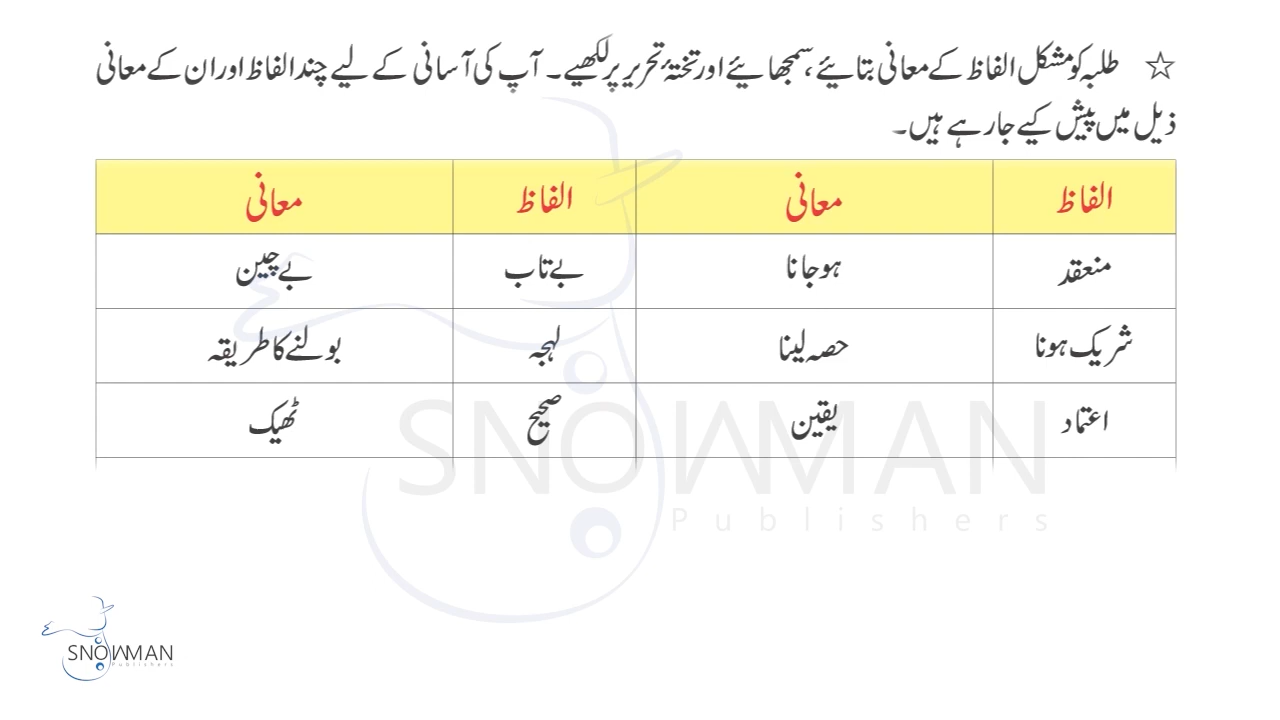 ☆ طلبہ کو مشکل الفاظ کے معانی بتائیے، سمجھائیے اور تختۂ تحریر پر لکھیے۔ آپ کی آسانی کے لیے چند الفاظ اور ان کے معانی
ذیل میں پیش کیے جا رہے ہیں۔
الفاظ معانی الفاظ معانی
منعقد ہو جانا بے تاب بے چین
شریک ہونا حصہ لینا لہجہ بولنے کا طریقہ
اعتماد یقین صحیح ٹھیک
SNOWMAN
Publishers
SNOWMAN
Publishers